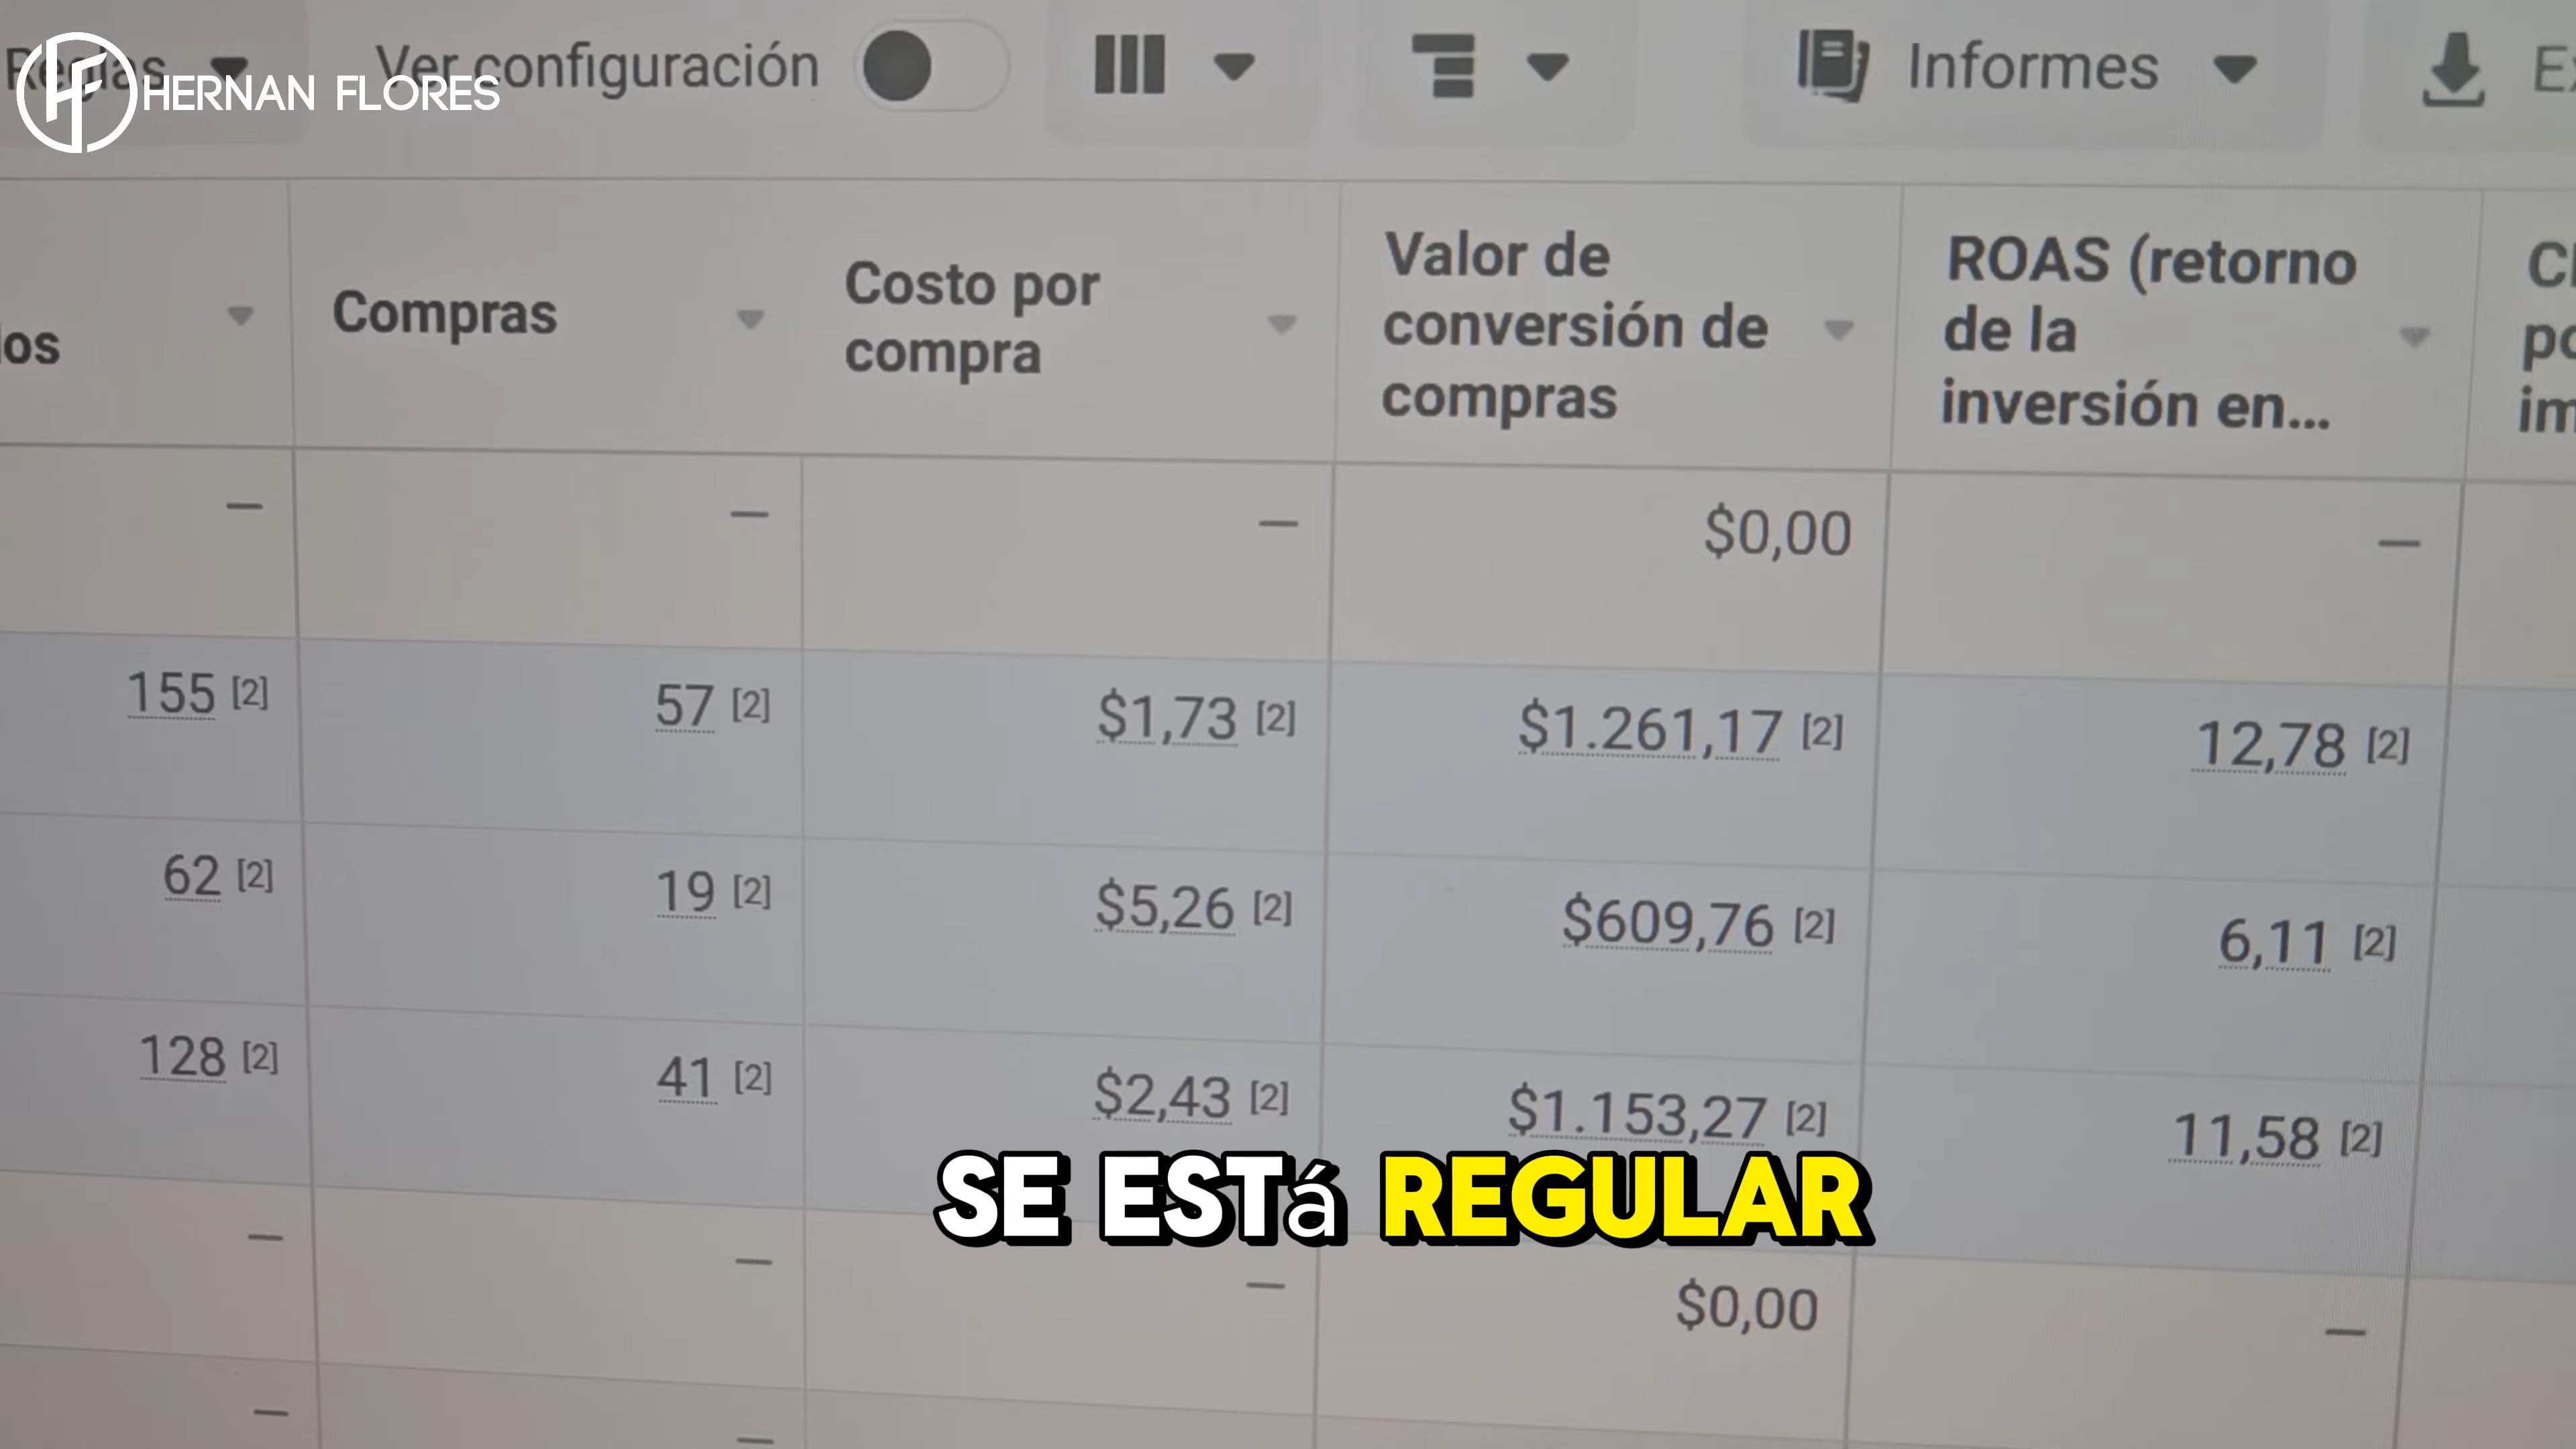 Reglas Ver configuración Informes Ex
HERNAN FLORES
los Compras Costo por compra Valor de conversión de compras ROAS (retorno de la inversión en...
— — — $0,00 —
155 [2] 57 [2] $1,73 [2] $1.261,17 [2] 12,78 [2]
62 [2] 19 [2] $5,26 [2] $609,76 [2] 6,11 [2]
128 [2] 41 [2] $2,43 [2] $1.153,27 [2] 11,58 [2]
SE ESTá REGULAR
— — — $0,00 —
— —